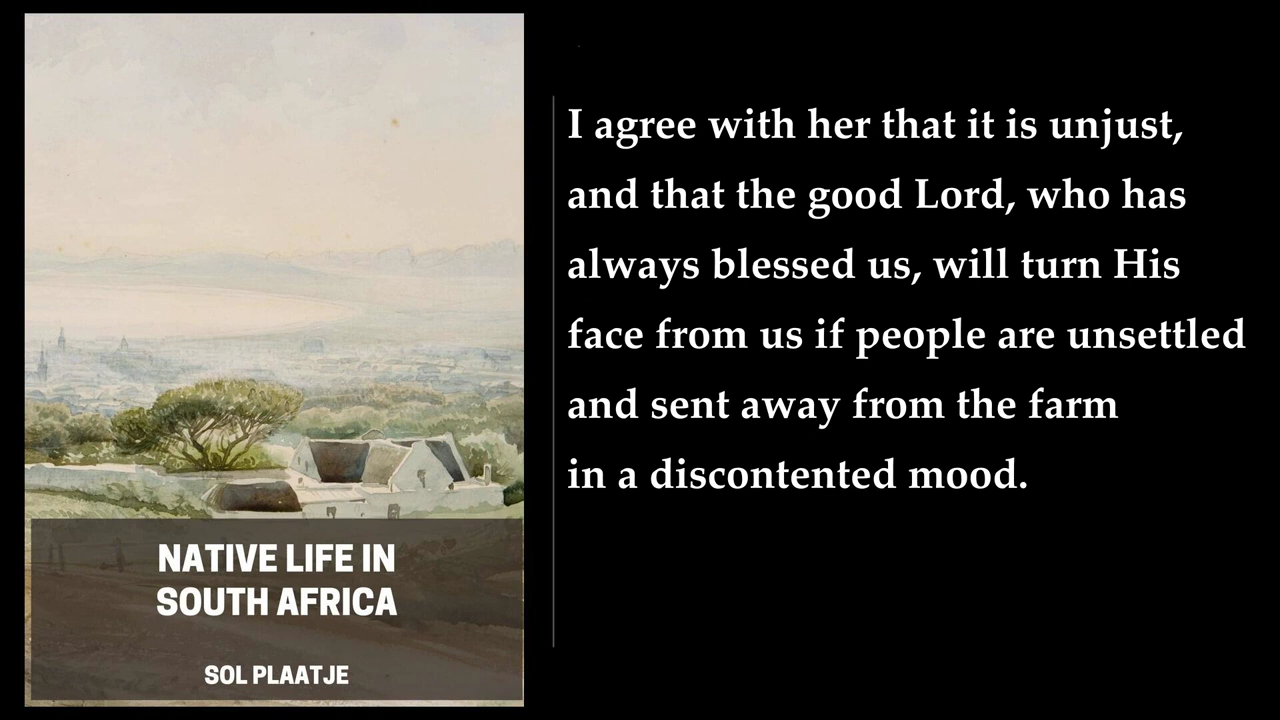 NATIVE LIFE IN
SOUTH AFRICA
SOL PLAATJE
I agree with her that it is unjust,
and that the good Lord, who has
always blessed us, will turn His
face from us if people are unsettled
and sent away from the farm
in a discontented mood.